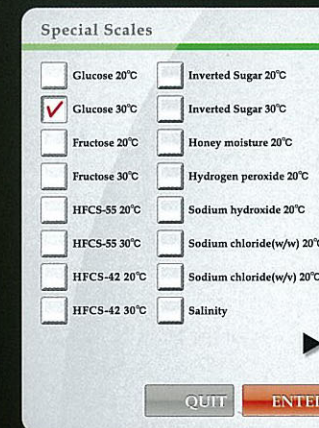 Special Scales
Glucose 20°C
Inverted Sugar 20°C
Glucose 30°C
Inverted Sugar 30°C
Fructose 20°C
Honey moisture 20°C
Fructose 30°C
Hydrogen peroxide 20°C
HFCS-55 20°C
Sodium hydroxide 20°C
HFCS-55 30°C
Sodium chloride(w/w) 20°C
HFCS-42 20°C
Sodium chloride(w/v) 20°C
HFCS-42 30°C
Salinity
QUIT
ENTER